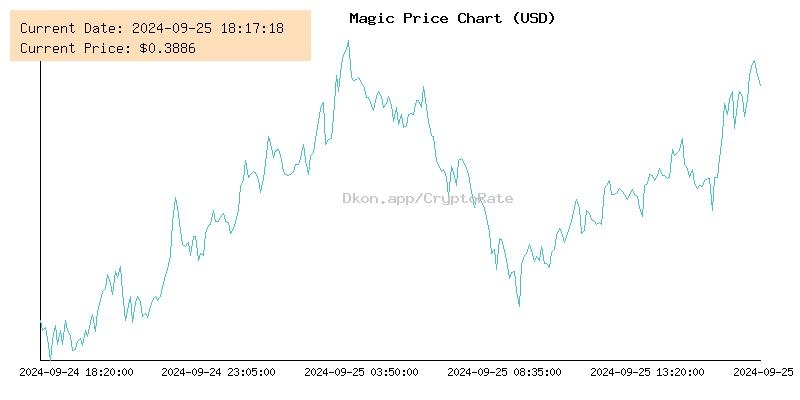 Magic Price Chart (USD)
Current Date: 2024-09-25 18:17:18
Current Price: $0.3886
Dkon.app/CryptoRate
2024-09-24 18:20:00 2024-09-24 23:05:00 2024-09-25 03:50:00 2024-09-25 08:35:00 2024-09-25 13:20:00 2024-09-25